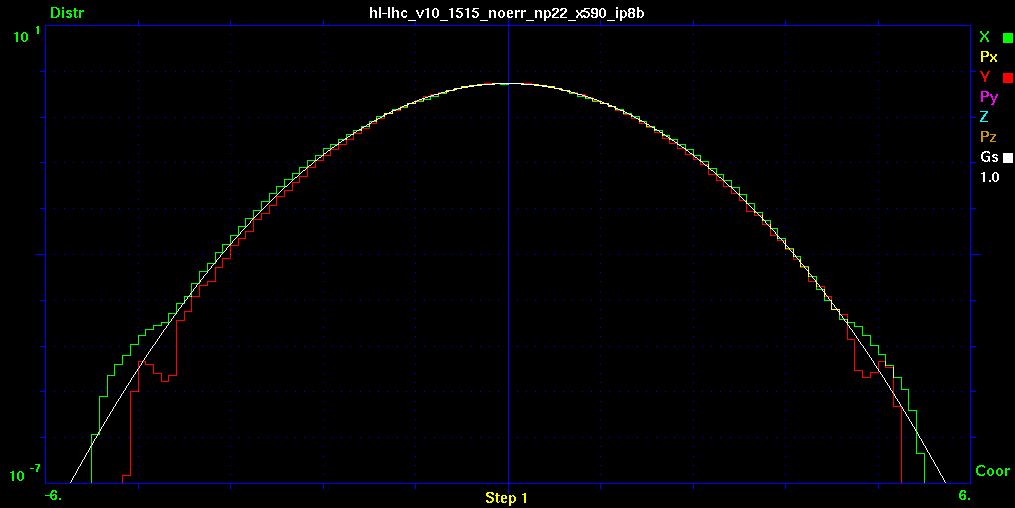 Distr
hl-lhc_v10_1515_noerr_np22_x590_ip8b
10 1
X
Px
Y
Py
Z
Pz
Gs
1.0
10 -7
Coor
-6.
Step 1
6.